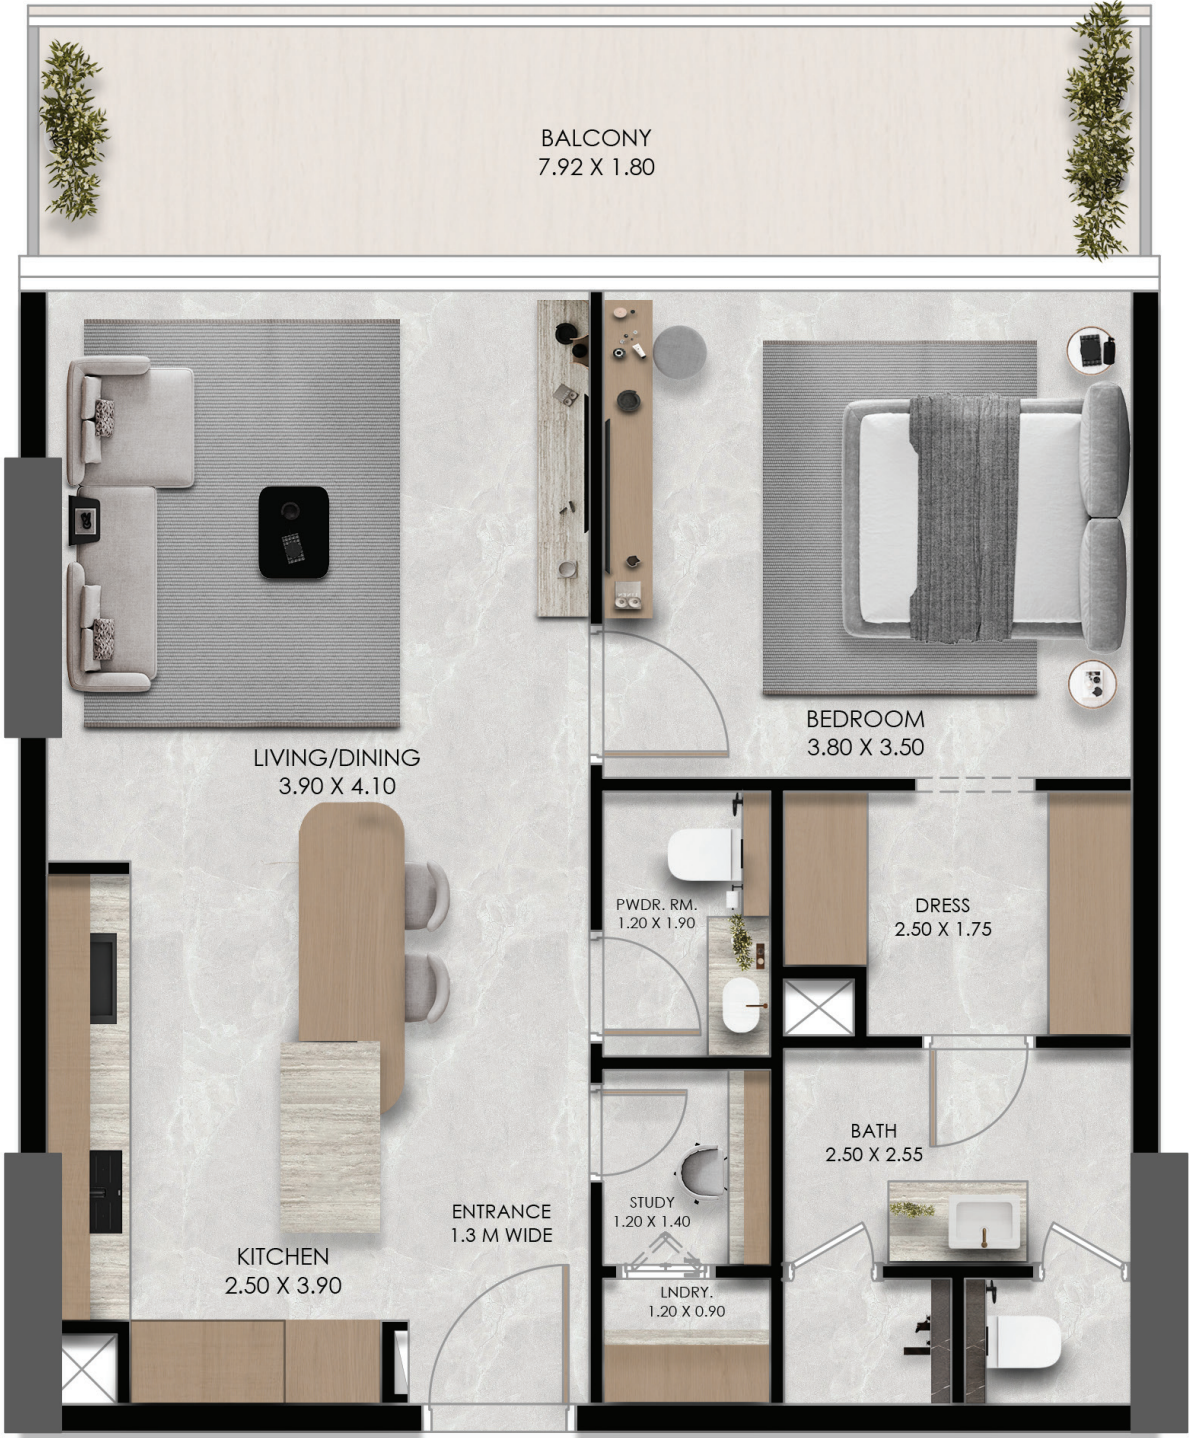 BALCONY
7.92 X 1.80
BEDROOM
3.80 X 3.50
LIVING/DINING
3.90 X 4.10
PWDR. RM.
1.20 X 1.90
DRESS
2.50 X 1.75
BATH
2.50 X 2.55
STUDY
1.20 X 1.40
ENTRANCE
1.3 M WIDE
KITCHEN
2.50 X 3.90
LNDRY.
1.20 X 0.90